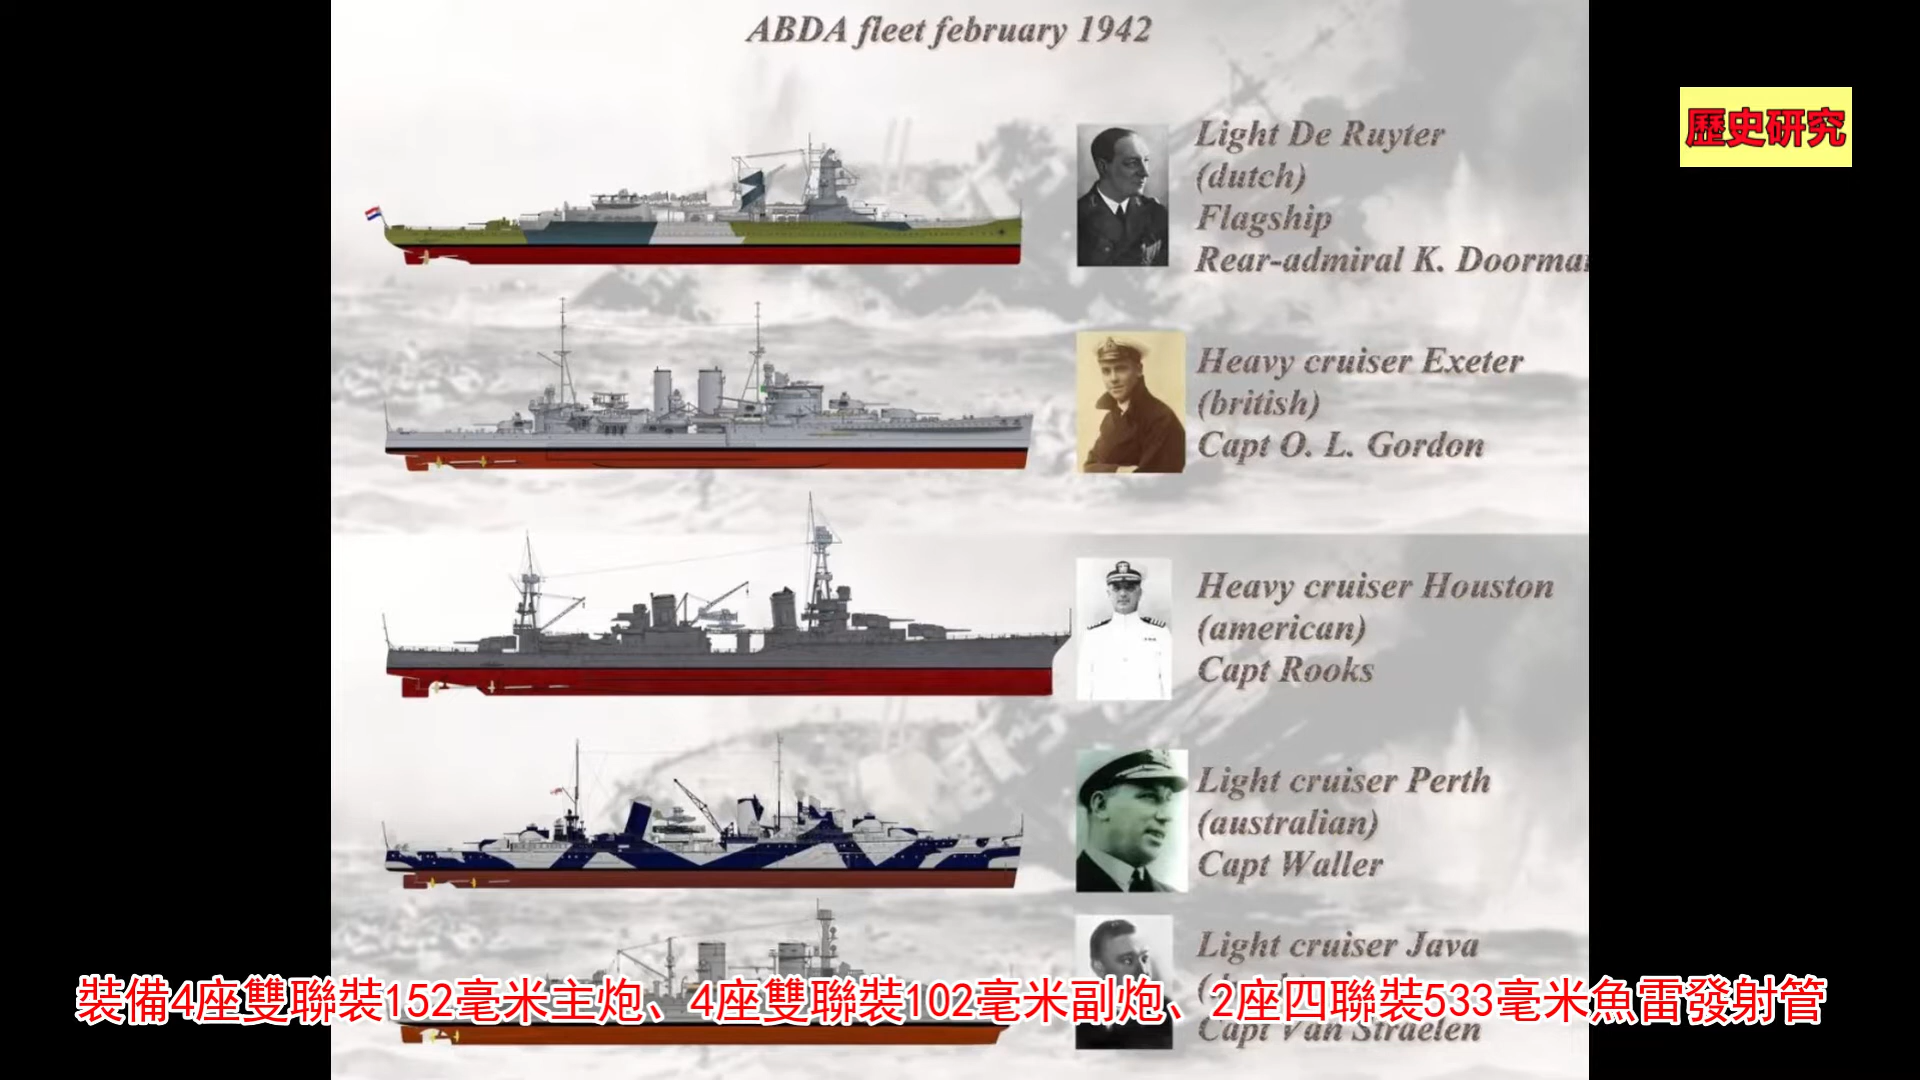 ABDA fleet february 1942
歷史研究
Light De Ruyter
(dutch)
Flagship
Rear-admiral K. Doorma
Heavy cruiser Exeter
(british)
Capt O. L. Gordon
Heavy cruiser Houston
(american)
Capt Rooks
Light cruiser Perth
(australian)
Capt Waller
Light cruiser Java
Capt Van Straelen
裝備4座雙聯裝152毫米主炮、4座雙聯裝102毫米副炮、2座四聯裝533毫米魚雷發射管